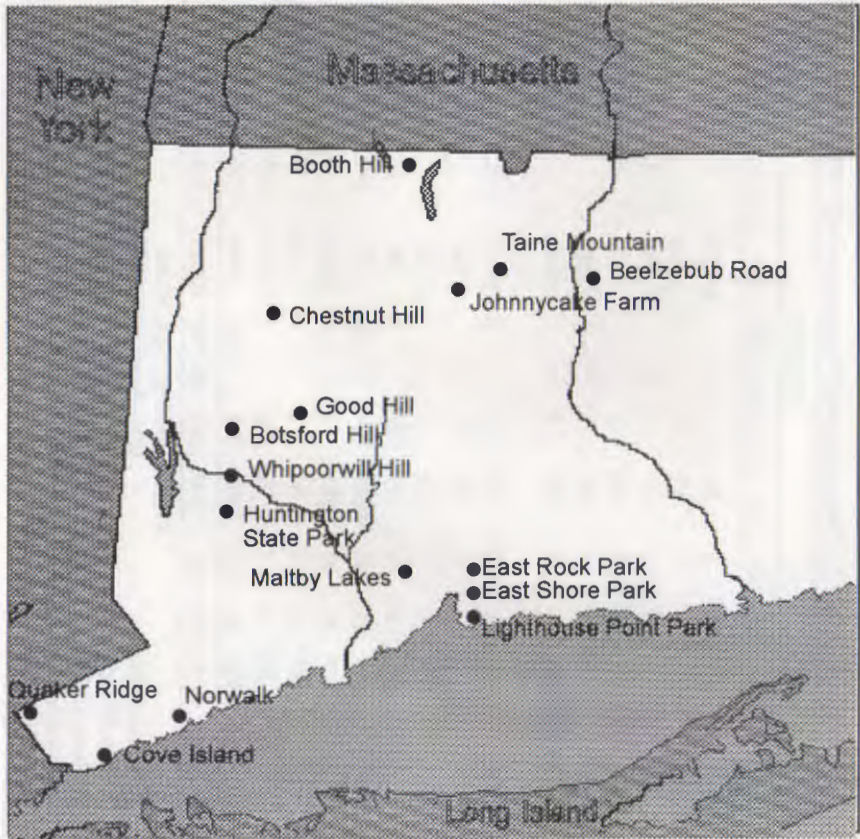 New
York
Massachusetts
Booth Hill
Taine Mountain
Beelzebub Road
Johnnycake Farm
Chestnut Hill
Good Hill
Botsford Hill
Whipoorwill Hill
Huntington
State Park
Maltby Lakes
East Rock Park
East Shore Park
Lighthouse Point Park
Quaker Ridge
Norwalk
Cove Island
Long Island